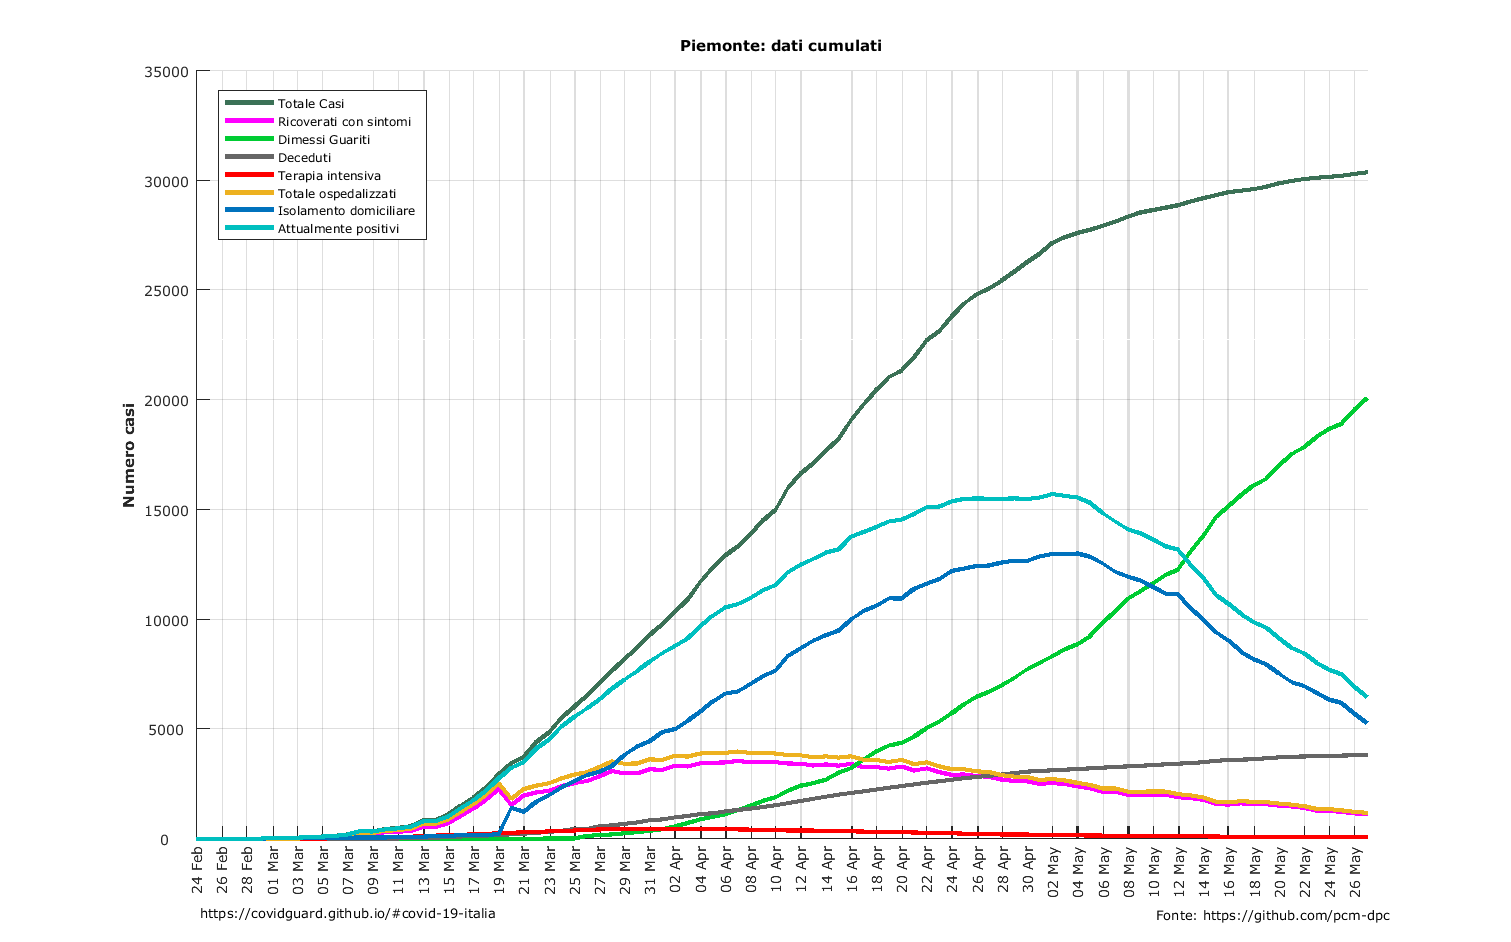 Piemonte: dati cumulati
35000
30000
25000
20000
15000
10000
5000
0
Numero casi
Totale Casi
Ricoverati con sintomi
Dimessi Guariti
Deceduti
Terapia intensiva
Totale ospedalizzati
Isolamento domiciliare
Attualmente positivi
24 Feb
26 Feb
28 Feb
01 Mar
03 Mar
05 Mar
07 Mar
09 Mar
11 Mar
13 Mar
15 Mar
17 Mar
19 Mar
21 Mar
23 Mar
25 Mar
27 Mar
29 Mar
31 Mar
02 Apr
04 Apr
06 Apr
08 Apr
10 Apr
12 Apr
14 Apr
16 Apr
18 Apr
20 Apr
22 Apr
24 Apr
26 Apr
28 Apr
30 Apr
02 May
04 May
06 May
08 May
10 May
12 May
14 May
16 May
18 May
20 May
22 May
24 May
26 May
https://covidguard.github.io/#covid-19-italia
Fonte: https://github.com/pcm-dpc